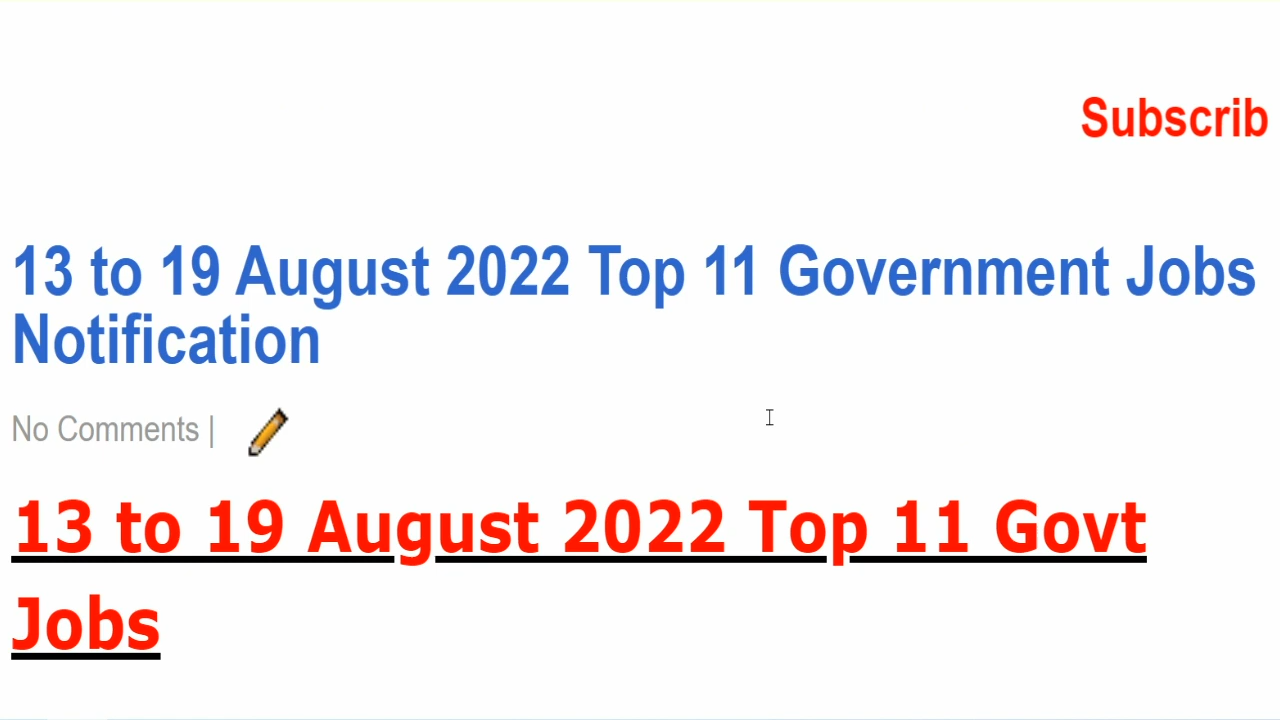 Subscrib
13 to 19 August 2022 Top 11 Government Jobs
Notification
No Comments |
13 to 19 August 2022 Top 11 Govt
Jobs